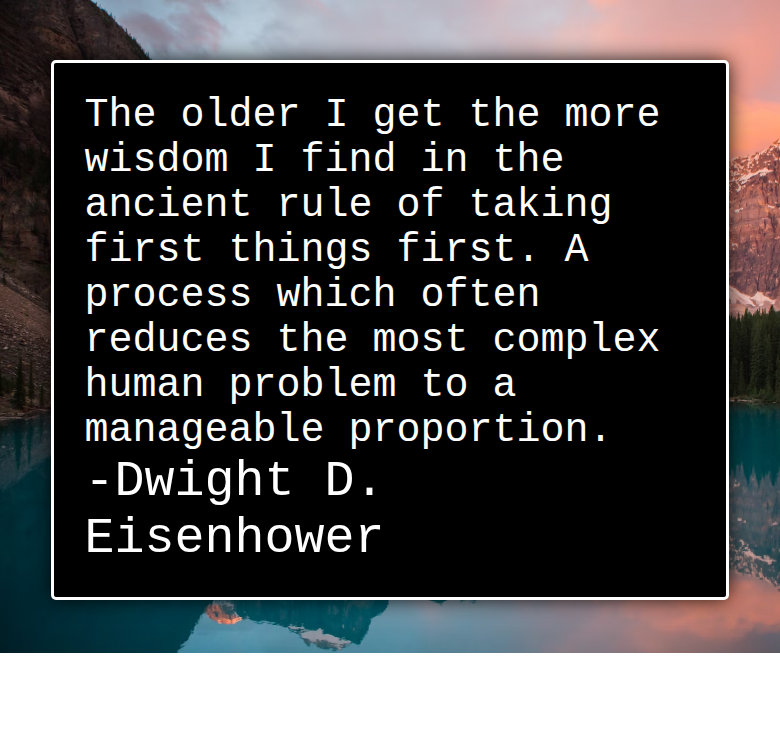 The older I get the more
wisdom I find in the
ancient rule of taking
first things first. A
process which often
reduces the most complex
human problem to a
manageable proportion.
-Dwight D.
Eisenhower